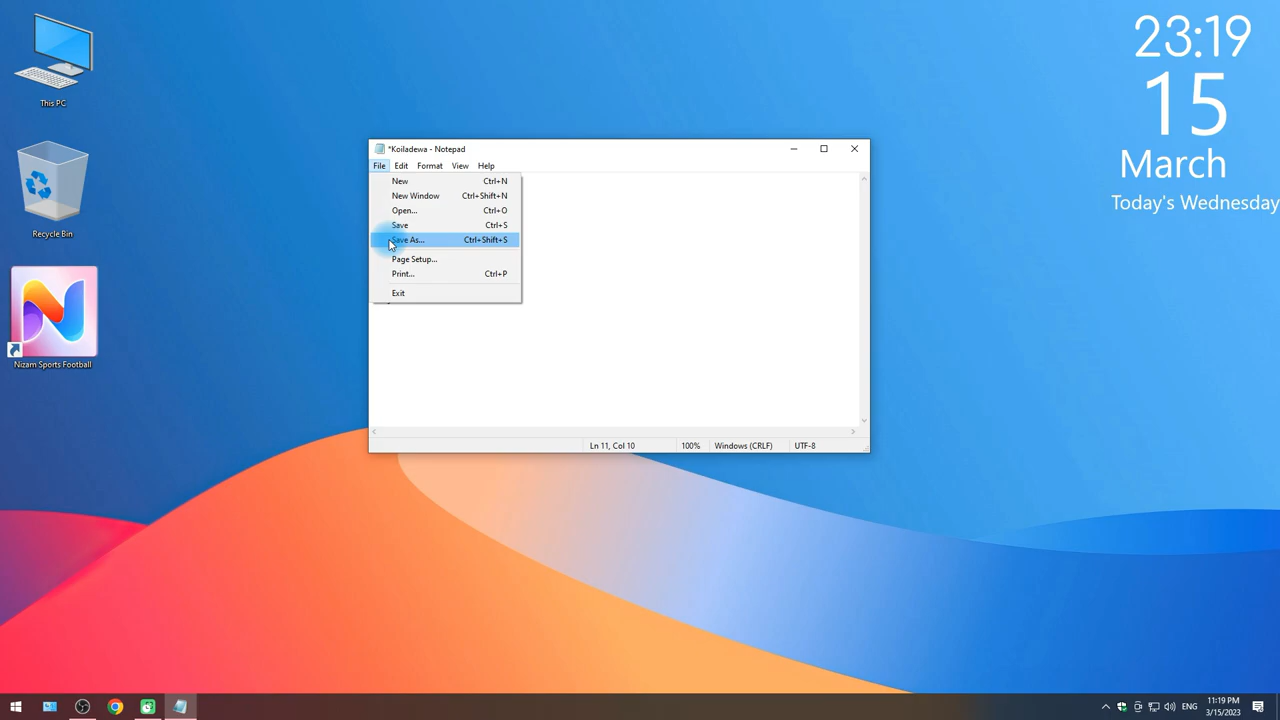 23:19
15
March
Today's Wednesday
This PC
Recycle Bin
Nizam Sports Football
*Koiladewa - Notepad
File Edit Format View Help
New Ctrl+N
New Window Ctrl+Shift+N
Open... Ctrl+O
Save Ctrl+S
Save As... Ctrl+Shift+S
Page Setup...
Print... Ctrl+P
Exit
Ln 11, Col 10 100% Windows (CRLF) UTF-8
ENG
11:19 PM
3/15/2023